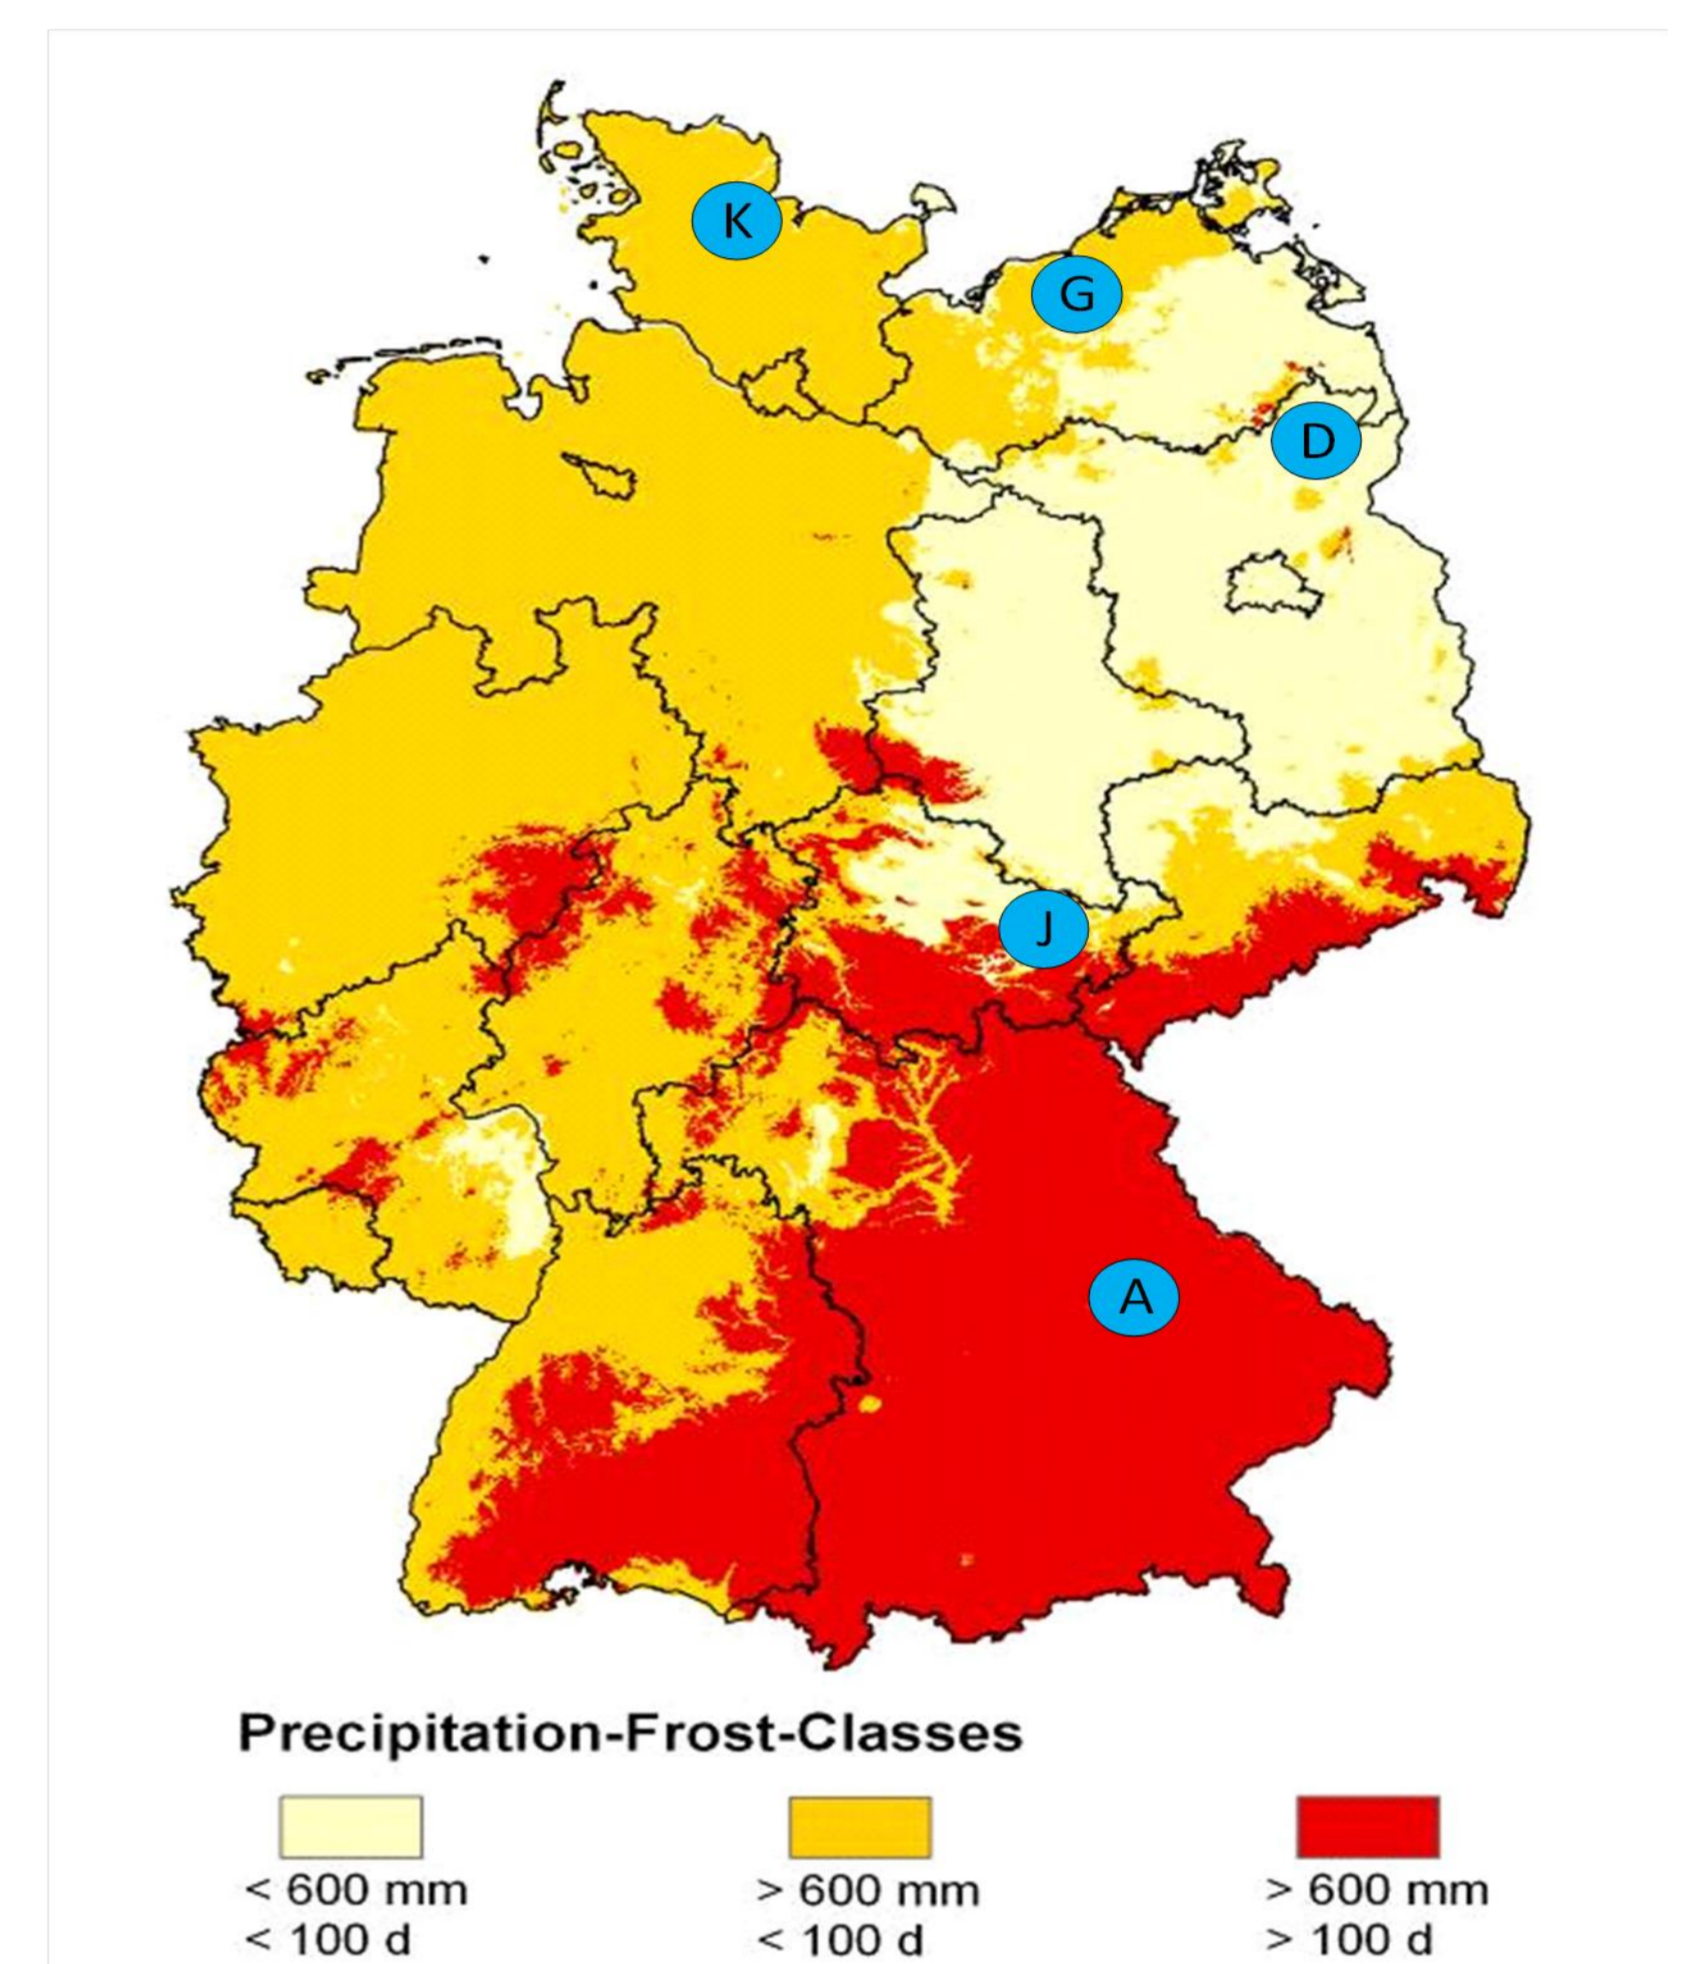 K
G
D
J
A
Precipitation-Frost-Classes
< 600 mm > 600 mm > 600 mm
< 100 d < 100 d > 100 d